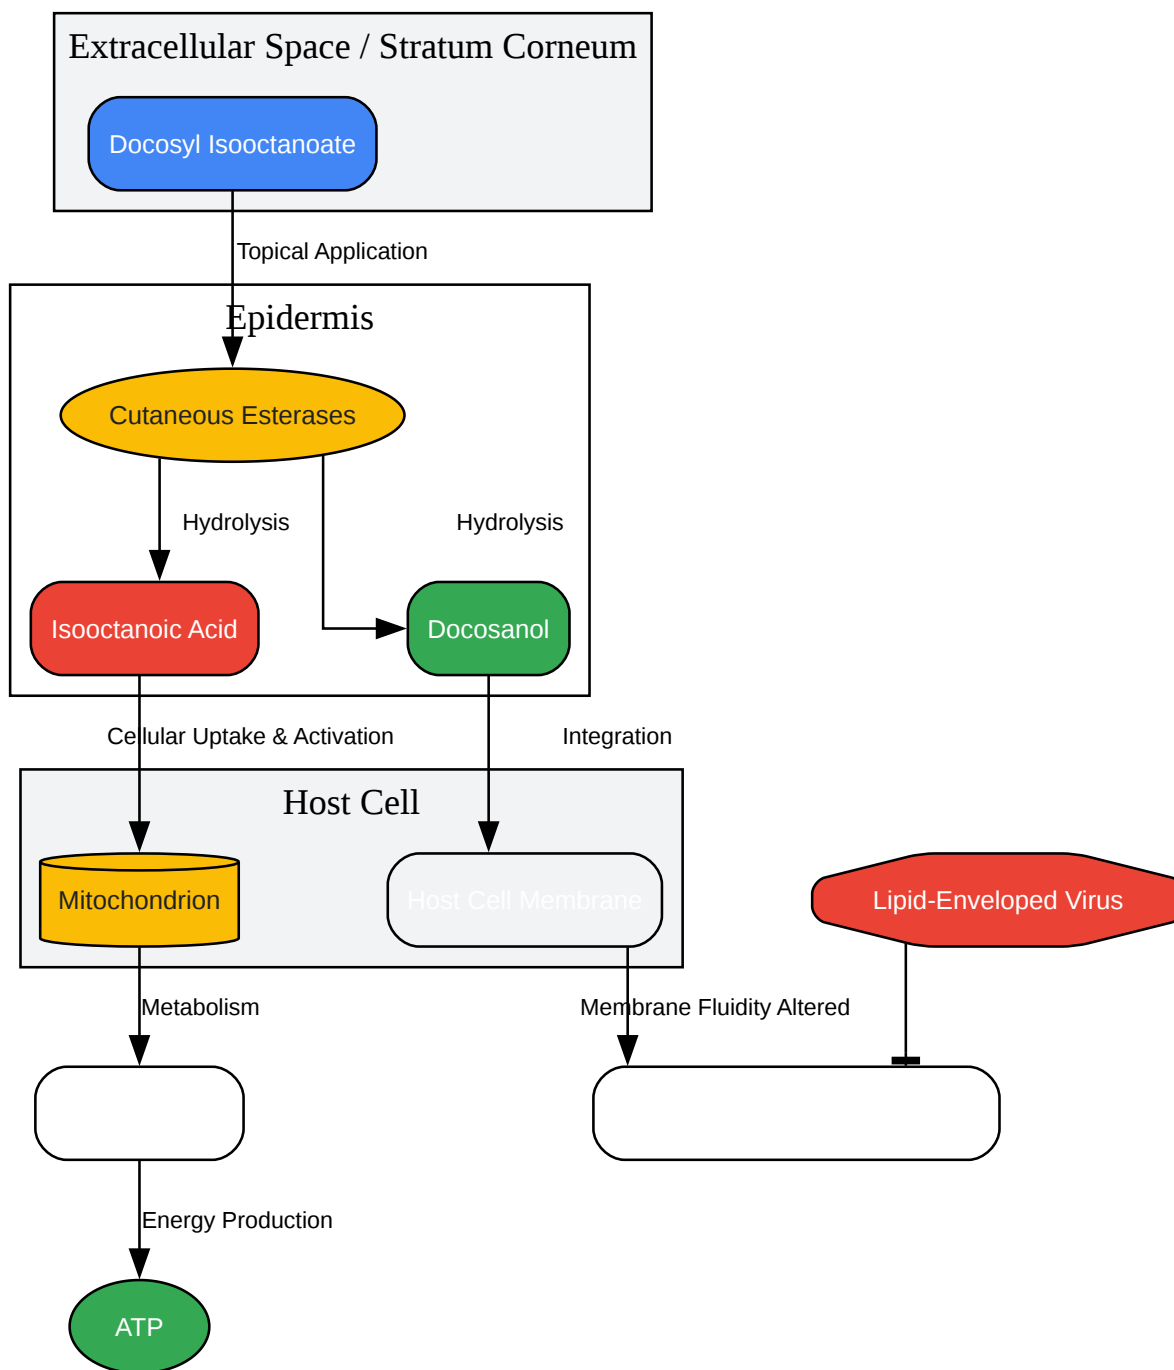 Extracellular Space / Stratum Corneum
Docosyl Isooctanoate
Topical Application
Epidermis
Cutaneous Esterases
Hydrolysis
Hydrolysis
Isooctanoic Acid
Docosanol
Cellular Uptake & Activation
Integration
Host Cell
Mitochondrion
Host Cell Membrane
Lipid-Enveloped Virus
Metabolism
Membrane Fluidity Altered
Energy Production
ATP